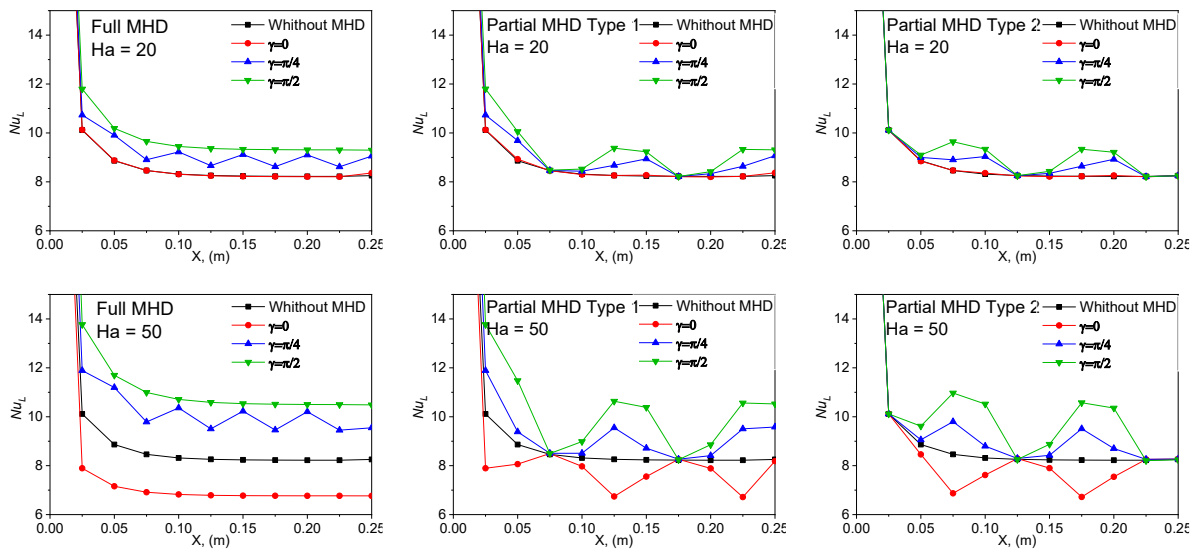 Full MHD
Ha = 20
Whithout MHD
γ=0
γ=π/4
γ=π/2
14
12
10
8
6
Nu_L
0.00 0.05 0.10 0.15 0.20 0.25
X, (m)
Partial MHD Type 1
Ha = 20
Whithout MHD
γ=0
γ=π/4
γ=π/2
14
12
10
8
6
Nu_L
0.00 0.05 0.10 0.15 0.20 0.25
X, (m)
Partial MHD Type 2
Ha = 20
Whithout MHD
γ=0
γ=π/4
γ=π/2
14
12
10
8
6
Nu_L
0.00 0.05 0.10 0.15 0.20 0.25
X, (m)
Full MHD
Ha = 50
Whithout MHD
γ=0
γ=π/4
γ=π/2
14
12
10
8
6
Nu_L
0.00 0.05 0.10 0.15 0.20 0.25
X, (m)
Partial MHD Type 1
Ha = 50
Whithout MHD
γ=0
γ=π/4
γ=π/2
14
12
10
8
6
Nu_L
0.00 0.05 0.10 0.15 0.20 0.25
X, (m)
Partial MHD Type 2
Ha = 50
Whithout MHD
γ=0
γ=π/4
γ=π/2
14
12
10
8
6
Nu_L
0.00 0.05 0.10 0.15 0.20 0.25
X, (m)